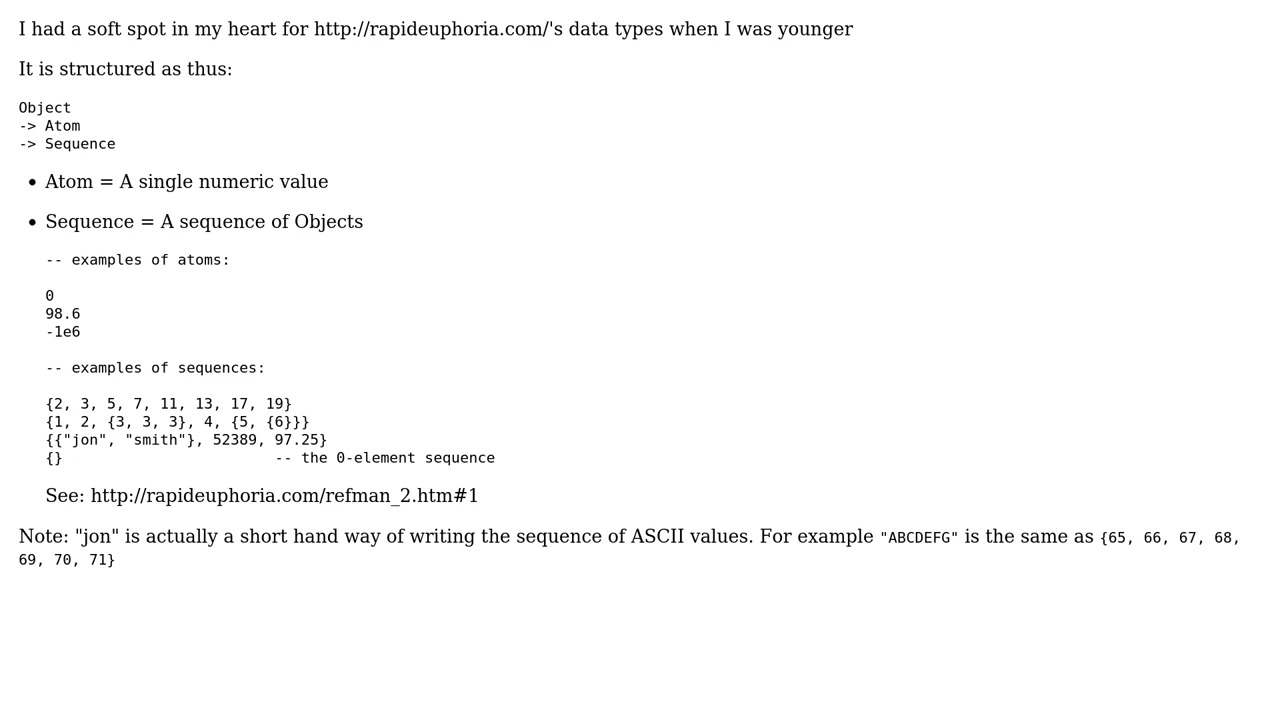 I had a soft spot in my heart for http://rapideuphoria.com/'s data types when I was younger
It is structured as thus:
Object
-> Atom
-> Sequence
• Atom = A single numeric value
• Sequence = A sequence of Objects
-- examples of atoms:
0
98.6
-1e6
-- examples of sequences:
{2, 3, 5, 7, 11, 13, 17, 19}
{1, 2, {3, 3, 3}, 4, {5, {6}}}
{{"jon", "smith"}, 52389, 97.25}
{}                        -- the 0-element sequence
See: http://rapideuphoria.com/refman_2.htm#1
Note: "jon" is actually a short hand way of writing the sequence of ASCII values. For example "ABCDEFG" is the same as {65, 66, 67, 68,
69, 70, 71}